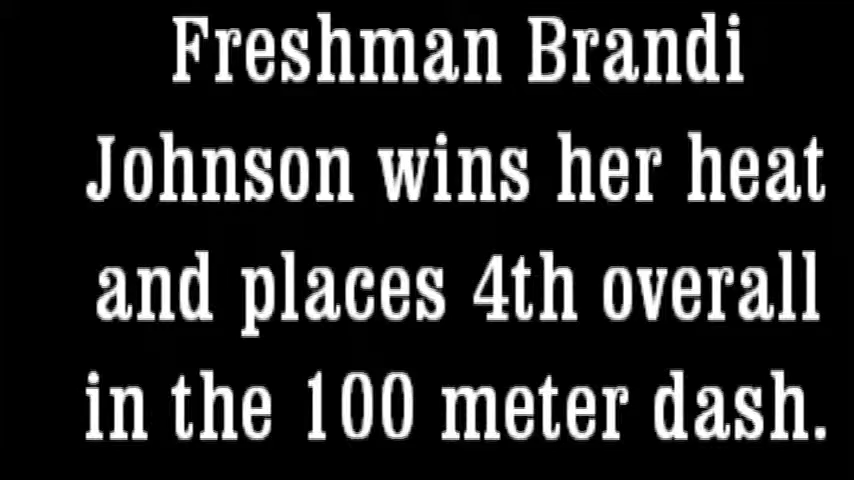 Freshman Brandi
Johnson wins her heat
and places 4th overall
in the 100 meter dash.